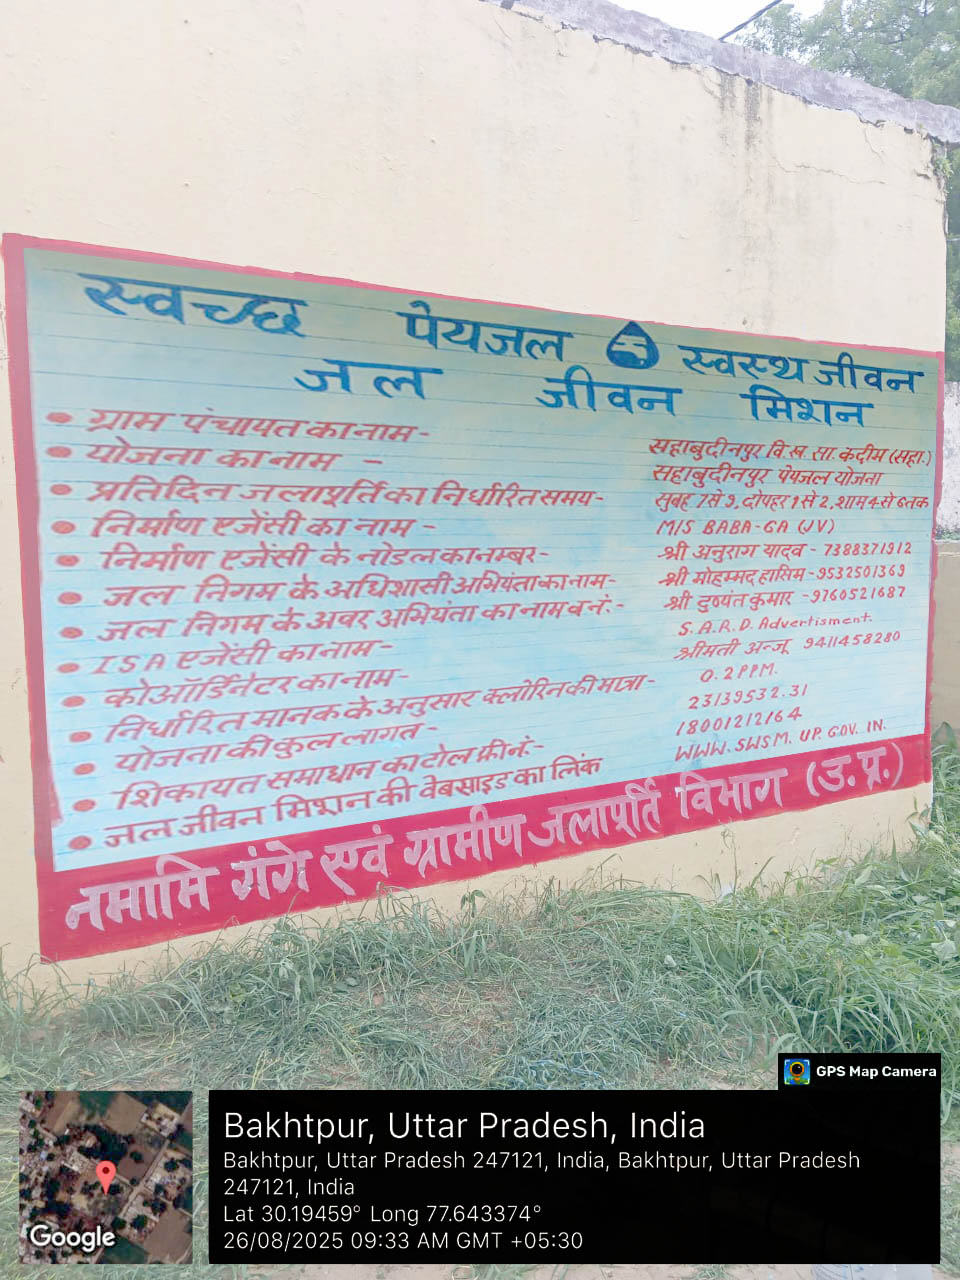 स्वच्छ पेयजल स्वस्थ जीवन
जल जीवन मिशन
ग्राम पंचायत का नाम - सहाबुदीनपुर वि.ख. सा. कदीम (सहा.)
योजना का नाम - सहाबुदीनपुर पेयजल योजना
प्रतिदिन जलापूर्ति का निर्धारित समय - सुबह 7 से 9, दोपहर 1 से 2, शाम 4 से 6 तक
निर्माण एजेंसी का नाम - M/S BABA-GA (JV)
निर्माण एजेंसी के नोडल का नम्बर - श्री अनुराग यादव - 7388371912
जल निगम के अधिशासी अभियंता का नाम - श्री मोहम्मद हासिम - 9532501369
जल निगम के अवर अभियंता का नाम व नं. - श्री दुष्यंत कुमार - 9760521687
ISA एजेंसी का नाम - S.A.R.D. Advertisment.
कोऑर्डिनेटर का नाम - श्रीमती अन्जू 9411458280
निर्धारित मानक के अनुसार क्लोरिन की मात्रा - 0.2 PPM.
योजना की कुल लागत - 23139532.31
शिकायत समाधान का टोल फ्री नं. - 18001212164
जल जीवन मिशन की वेबसाइड का लिंक WWW.SWSM.UP.GOV.IN.
नमामि गंगे एवं ग्रामीण जलापूर्ति विभाग (उ.प्र.)
GPS Map Camera
Bakhtpur, Uttar Pradesh, India
Bakhtpur, Uttar Pradesh 247121, India, Bakhtpur, Uttar Pradesh
247121, India
Lat 30.19459° Long 77.643374°
26/08/2025 09:33 AM GMT +05:30
Google